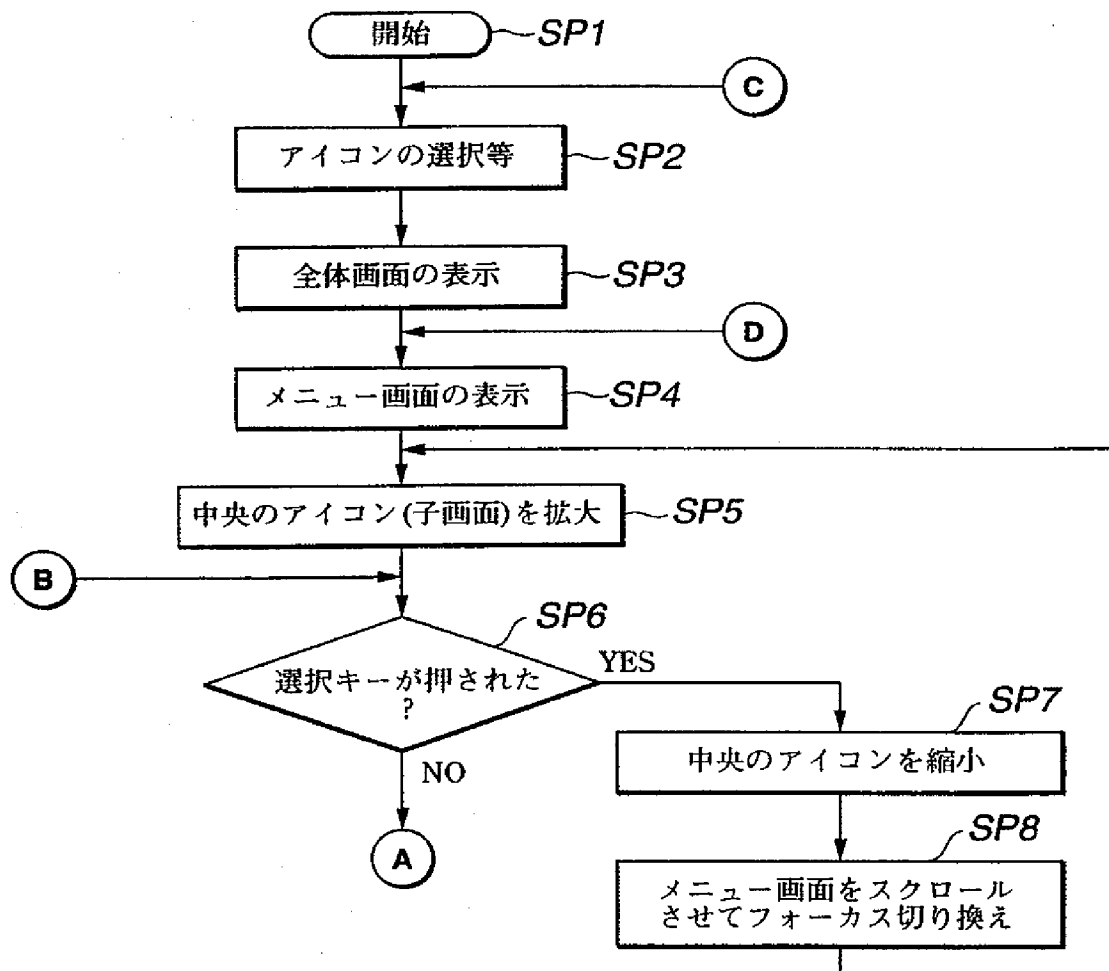 開始
SP1
C
アイコンの選択等
SP2
全体画面の表示
SP3
D
メニュー画面の表示
SP4
中央のアイコン(子画面)を拡大
SP5
B
SP6
選択キーが押された
?
YES
NO
A
SP7
中央のアイコンを縮小
SP8
メニュー画面をスクロール
させてフォーカス切り換え